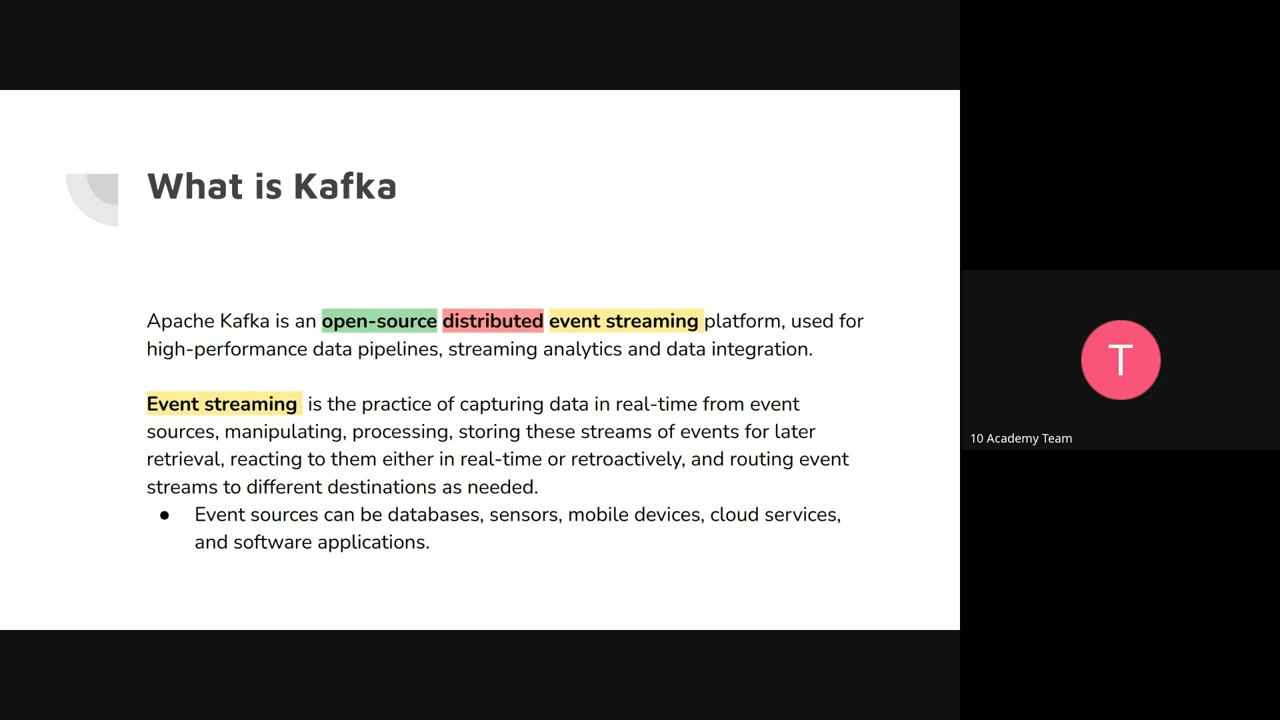 What is Kafka
Apache Kafka is an open-source distributed event streaming platform, used for
high-performance data pipelines, streaming analytics and data integration.
Event streaming is the practice of capturing data in real-time from event
sources, manipulating, processing, storing these streams of events for later
retrieval, reacting to them either in real-time or retroactively, and routing event
streams to different destinations as needed.
● Event sources can be databases, sensors, mobile devices, cloud services,
and software applications.
T
10 Academy Team